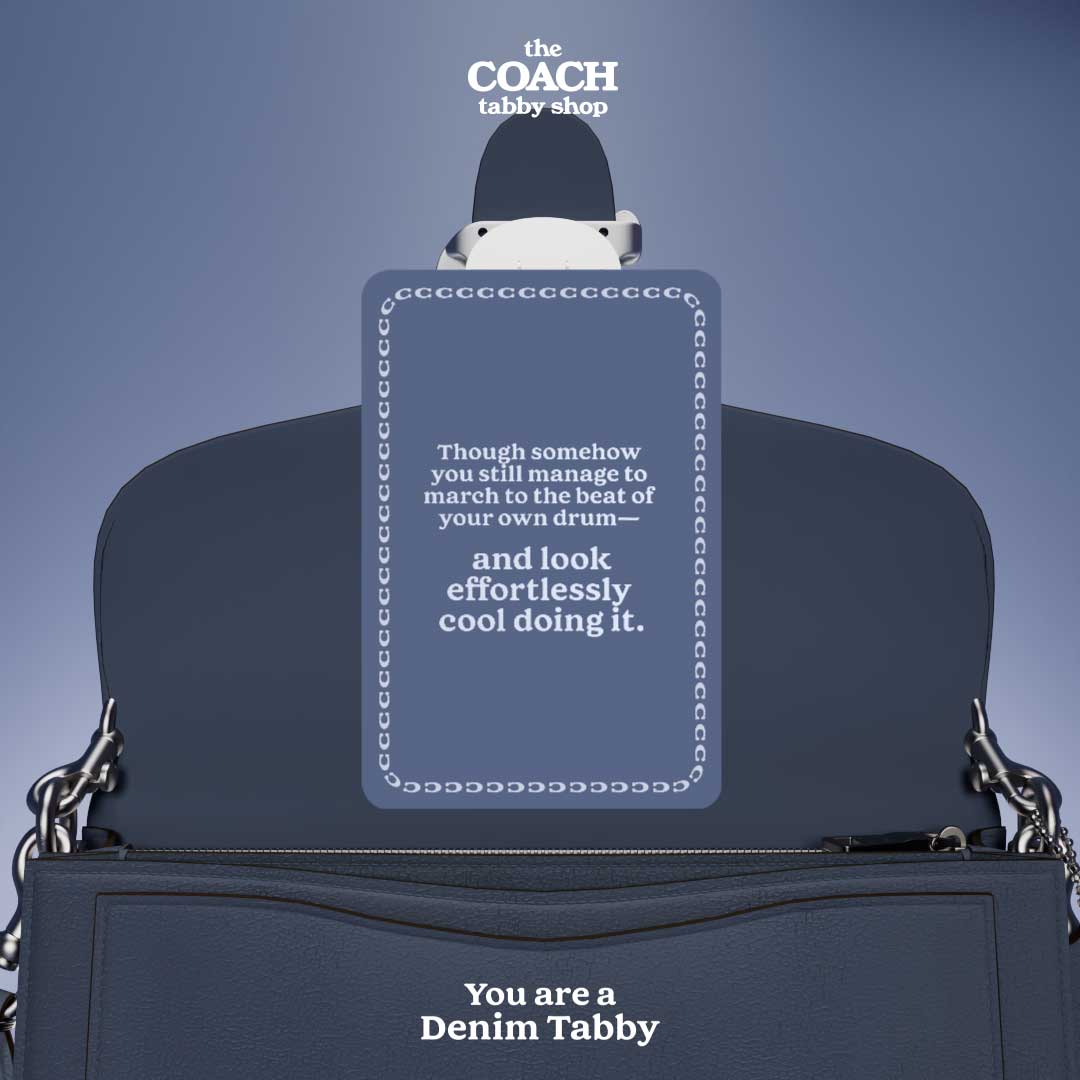 the
COACH
tabby shop
Though somehow
you still manage to
march to the beat of
your own drum—
and look
effortlessly
cool doing it.
You are a
Denim Tabby